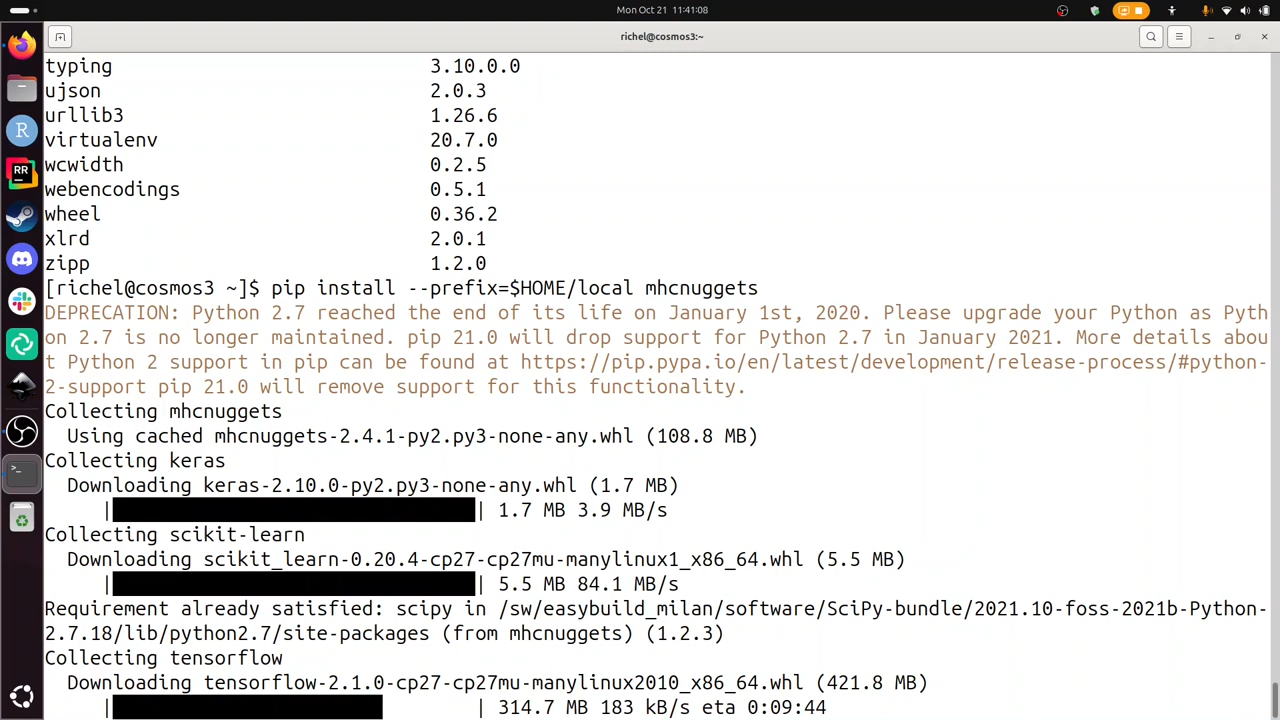 Mon Oct 21 11:41:08
richel@cosmos3:~
typing 3.10.0.0
ujson 2.0.3
urllib3 1.26.6
virtualenv 20.7.0
wcwidth 0.2.5
webencodings 0.5.1
wheel 0.36.2
xlrd 2.0.1
zipp 1.2.0
[richel@cosmos3 ~]$ pip install --prefix=$HOME/local mhcnuggets
DEPRECATION: Python 2.7 reached the end of its life on January 1st, 2020. Please upgrade your Python as Pyth
on 2.7 is no longer maintained. pip 21.0 will drop support for Python 2.7 in January 2021. More details abou
t Python 2 support in pip can be found at https://pip.pypa.io/en/latest/development/release-process/#python-
2-support pip 21.0 will remove support for this functionality.
Collecting mhcnuggets
Using cached mhcnuggets-2.4.1-py2.py3-none-any.whl (108.8 MB)
Collecting keras
Downloading keras-2.10.0-py2.py3-none-any.whl (1.7 MB)
| | 1.7 MB 3.9 MB/s
Collecting scikit-learn
Downloading scikit_learn-0.20.4-cp27-cp27mu-manylinux1_x86_64.whl (5.5 MB)
| | 5.5 MB 84.1 MB/s
Requirement already satisfied: scipy in /sw/easybuild_milan/software/SciPy-bundle/2021.10-foss-2021b-Python-
2.7.18/lib/python2.7/site-packages (from mhcnuggets) (1.2.3)
Collecting tensorflow
Downloading tensorflow-2.1.0-cp27-cp27mu-manylinux2010_x86_64.whl (421.8 MB)
| | 314.7 MB 183 kB/s eta 0:09:44
R
RR
>_